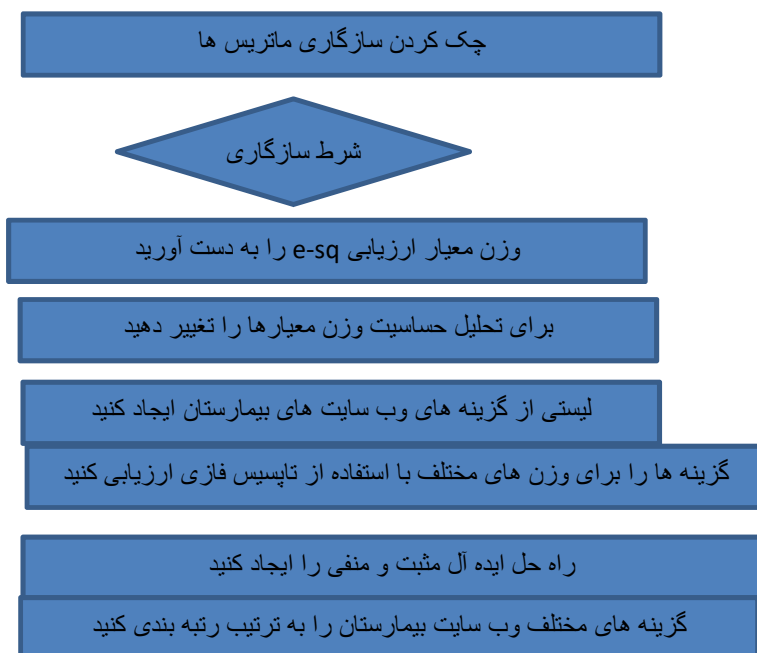 چک کردن سازگاری ماتریس ها
شرط سازگاری
وزن معیار ارزیابی e-sq را به دست آورید
برای تحلیل حساسیت وزن معیارها را تغییر دهید
لیستی از گزینه های وب سایت های بیمارستان ایجاد کنید
گزینه ها را برای وزن های مختلف با استفاده از تاپسیس فازی ارزیابی کنید
راه حل ایده آل مثبت و منفی را ایجاد کنید
گزینه های مختلف وب سایت بیمارستان را به ترتیب رتبه بندی کنید